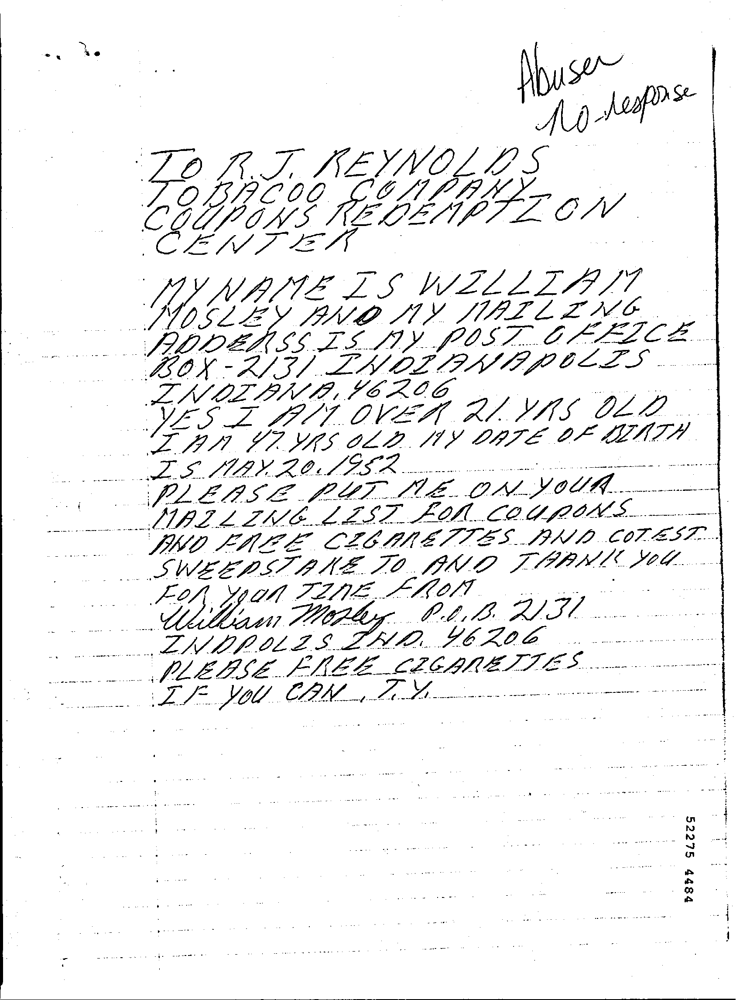 Abuser
no-response
TO R.J. REYNOLDS
TOBACOO COMPANY
COUPONS REDEMPTION
CENTER
MY NAME IS WILLIAM
MOSLEY AND MY MAILING
ADDERSS IS MY POST OFFICE
BOX-2131 INDIANAPOLIS
INDIANA. 46206
YES I AM OVER 21. YRS OLD
I AM 47. YRS OLD MY DATE OF BIRTH
IS MAY. 20. 1952
PLEASE PUT ME ON YOUR
MAILING LIST FOR COUPONS
AND FREE CIGARETTES AND COTEST
SWEEPSTAKE TO AND THANK YOU
FOR YOUR TIME FROM
William Mosley P.O.B. 2131
INDPOLIS IND. 46206
PLEASE FREE CIGARETTES
IF YOU CAN, T.Y.
52275 4484